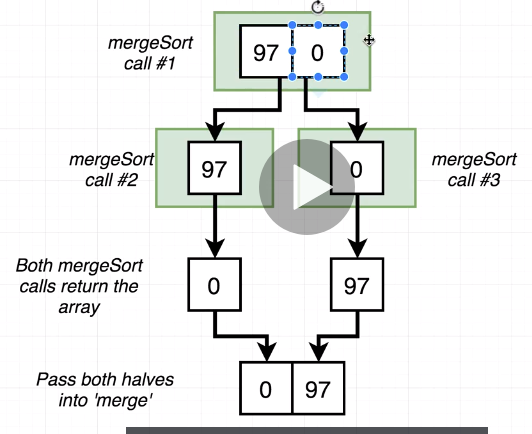 mergeSort
call #1
97 0
mergeSort
call #2
97
0
mergeSort
call #3
Both mergeSort
calls return the
array
0
97
Pass both halves
into 'merge'
0 97